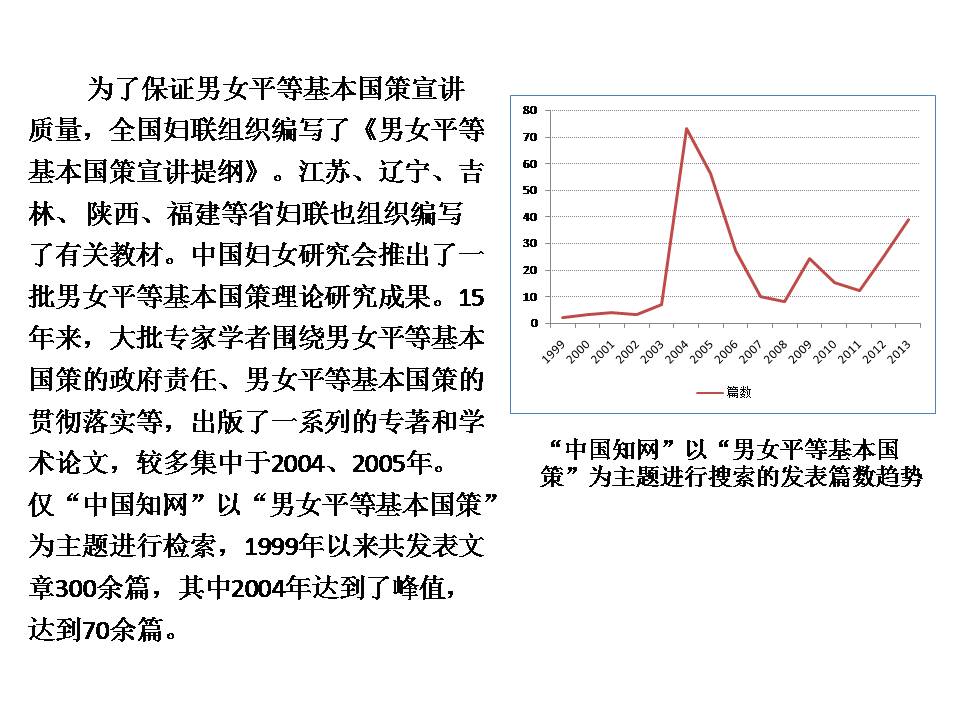 为了保证男女平等基本国策宣讲
质量，全国妇联组织编写了《男女平等
基本国策宣讲提纲》。江苏、辽宁、吉
林、 陕西、福建等省妇联也组织编写
了有关教材。中国妇女研究会推出了一
批男女平等基本国策理论研究成果。15
年来，大批专家学者围绕男女平等基本
国策的政府责任、男女平等基本国策的
贯彻落实等，出版了一系列的专著和学
术论文，较多集中于2004、2005年。
仅“中国知网”以“男女平等基本国策”
为主题进行检索，1999年以来共发表文
章300余篇，其中2004年达到了峰值，
达到70余篇。
80
70
60
50
40
30
20
10
0
1999 2000 2001 2002 2003 2004 2005 2006 2007 2008 2009 2010 2011 2012 2013
篇数
“中国知网”以“男女平等基本国
策”为主题进行搜索的发表篇数趋势